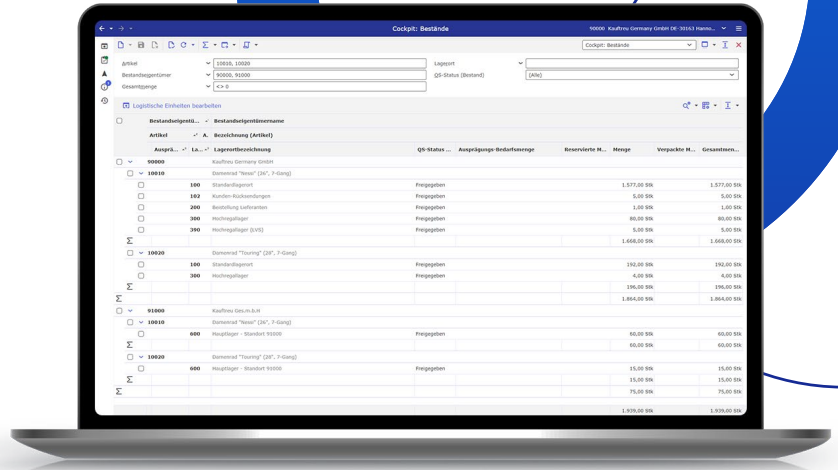 Cockpit: Bestände 90000 Kauftreu Germany GmbH DE-30163 Hanno...
Cockpit: Bestände
Artikel 10010, 10020 Lagerort
Bestandseigentümer 90000, 91000 QS-Status (Bestand) (Alle)
Gesamtmenge <> 0
Logistische Einheiten bearbeiten
Bestandseigentü... Bestandseigentümername
Artikel A. Bezeichnung (Artikel)
Ausprä... La... Lagerortbezeichnung QS-Status ... Ausprägungs-Bedarfsmenge Reservierte M... Menge Verpackte M... Gesamtmen...
90000 Kauftreu Germany GmbH
10010 Damenrad "Neso" (26", 7-Gang)
100 Standardlagerort Freigegeben 1.577,00 Stk 1.577,00 Stk
102 Kunden-Rücksendungen Freigegeben 5,00 Stk 5,00 Stk
200 Bestellung Lieferanten Freigegeben 1,00 Stk 1,00 Stk
300 Hochregallager Freigegeben 80,00 Stk 80,00 Stk
390 Hochregallager (LVS) Freigegeben 5,00 Stk 5,00 Stk
Σ 1.668,00 Stk 1.668,00 Stk
10020 Damenrad "Touring" (28", 7-Gang)
100 Standardlagerort Freigegeben 192,00 Stk 192,00 Stk
300 Hochregallager Freigegeben 4,00 Stk 4,00 Stk
Σ 196,00 Stk 196,00 Stk
Σ 1.864,00 Stk 1.864,00 Stk
91000 Kauftreu Ges.m.b.H
10010 Damenrad "Neso" (26", 7-Gang)
600 Hauptlager - Standort 91000 Freigegeben 60,00 Stk 60,00 Stk
Σ 60,00 Stk 60,00 Stk
10020 Damenrad "Touring" (28", 7-Gang)
600 Hauptlager - Standort 91000 Freigegeben 15,00 Stk 15,00 Stk
Σ 15,00 Stk 15,00 Stk
Σ 75,00 Stk 75,00 Stk
1.939,00 Stk 1.939,00 Stk